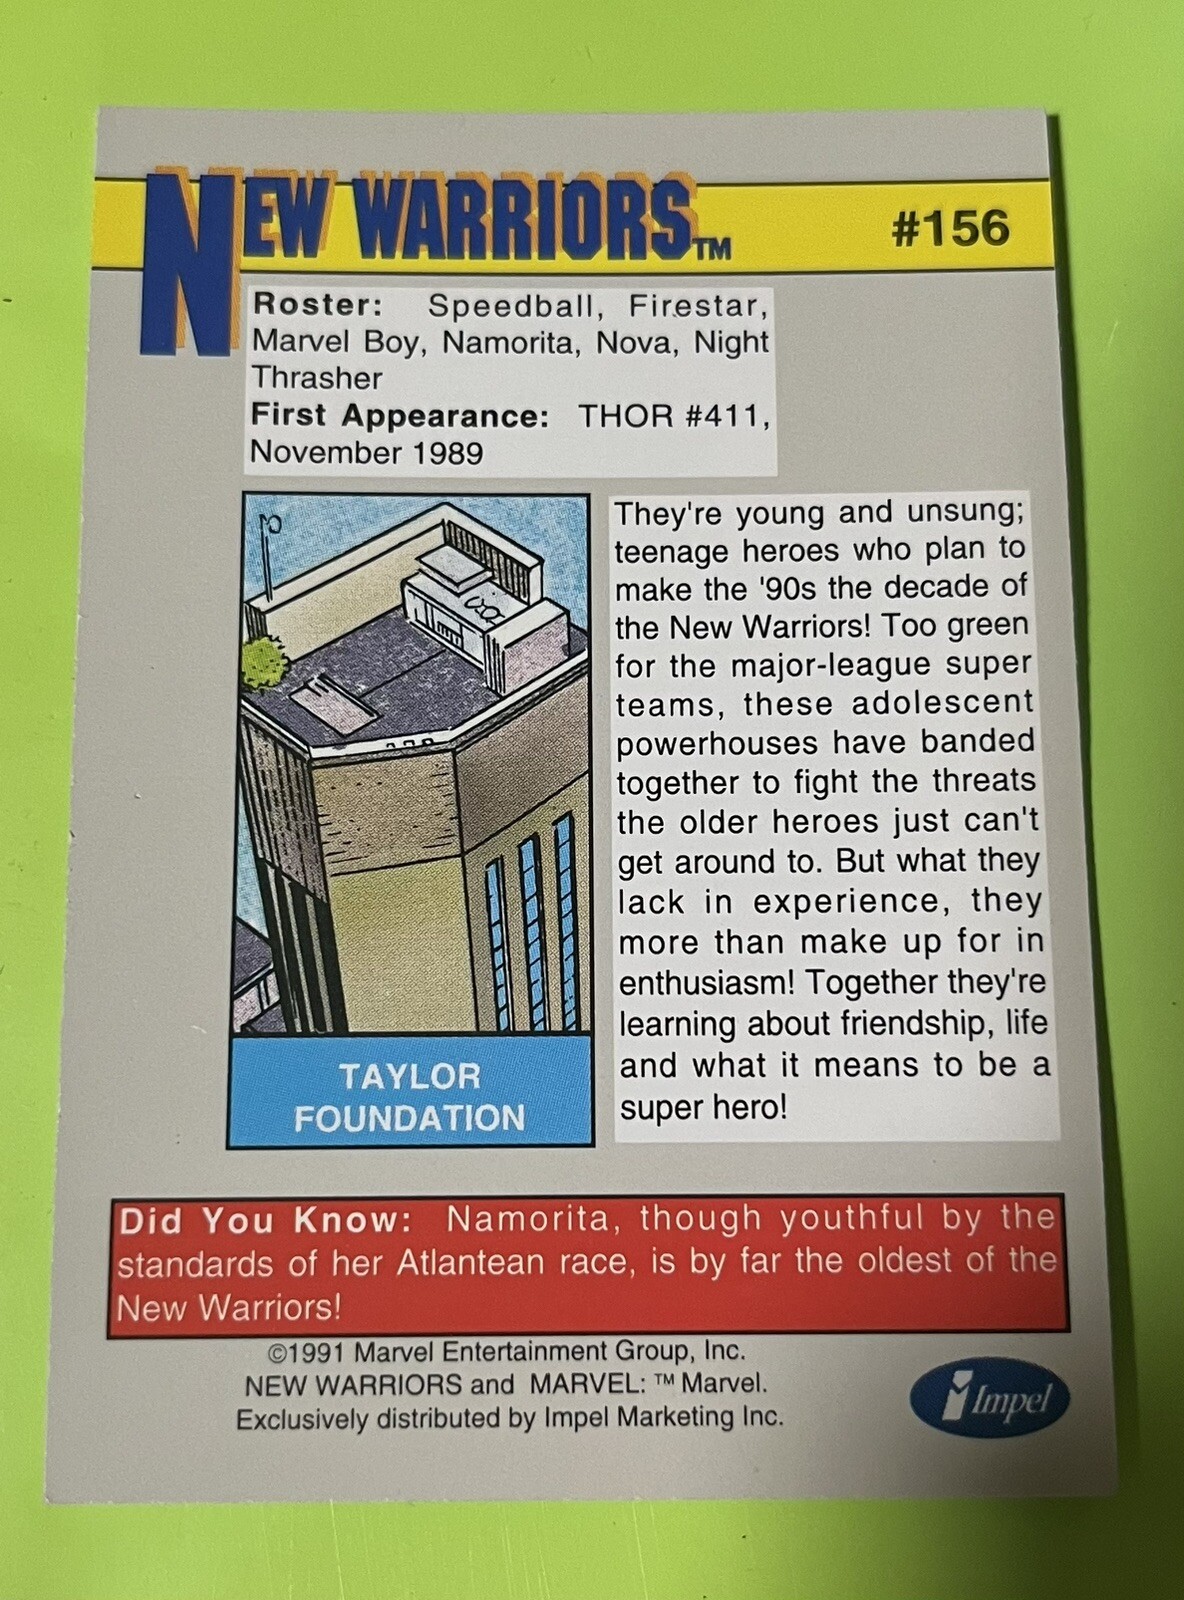 NEW WARRIORS™
#156
Roster: Speedball, Firestar,
Marvel Boy, Namorita, Nova, Night
Thrasher
First Appearance: THOR #411,
November 1989
They're young and unsung;
teenage heroes who plan to
make the '90s the decade of
the New Warriors! Too green
for the major-league super
teams, these adolescent
powerhouses have banded
together to fight the threats
the older heroes just can't
get around to. But what they
lack in experience, they
more than make up for in
enthusiasm! Together they're
learning about friendship, life
and what it means to be a
super hero!
TAYLOR
FOUNDATION
Did You Know: Namorita, though youthful by the
standards of her Atlantean race, is by far the oldest of the
New Warriors!
©1991 Marvel Entertainment Group, Inc.
NEW WARRIORS and MARVEL: ™ Marvel.
Exclusively distributed by Impel Marketing Inc.
Impel